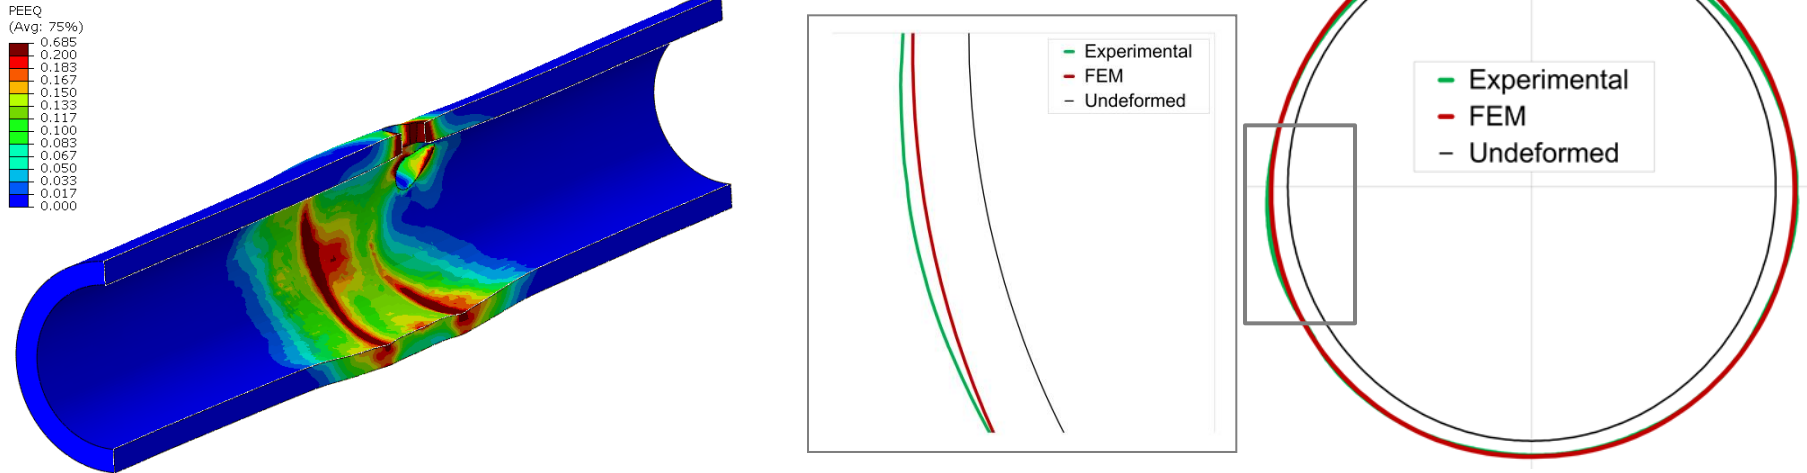 PEEQ
(Avg: 75%)
0.685
0.200
0.183
0.167
0.150
0.133
0.117
0.100
0.083
0.067
0.050
0.033
0.017
0.000
Experimental
FEM
Undeformed
Experimental
FEM
Undeformed